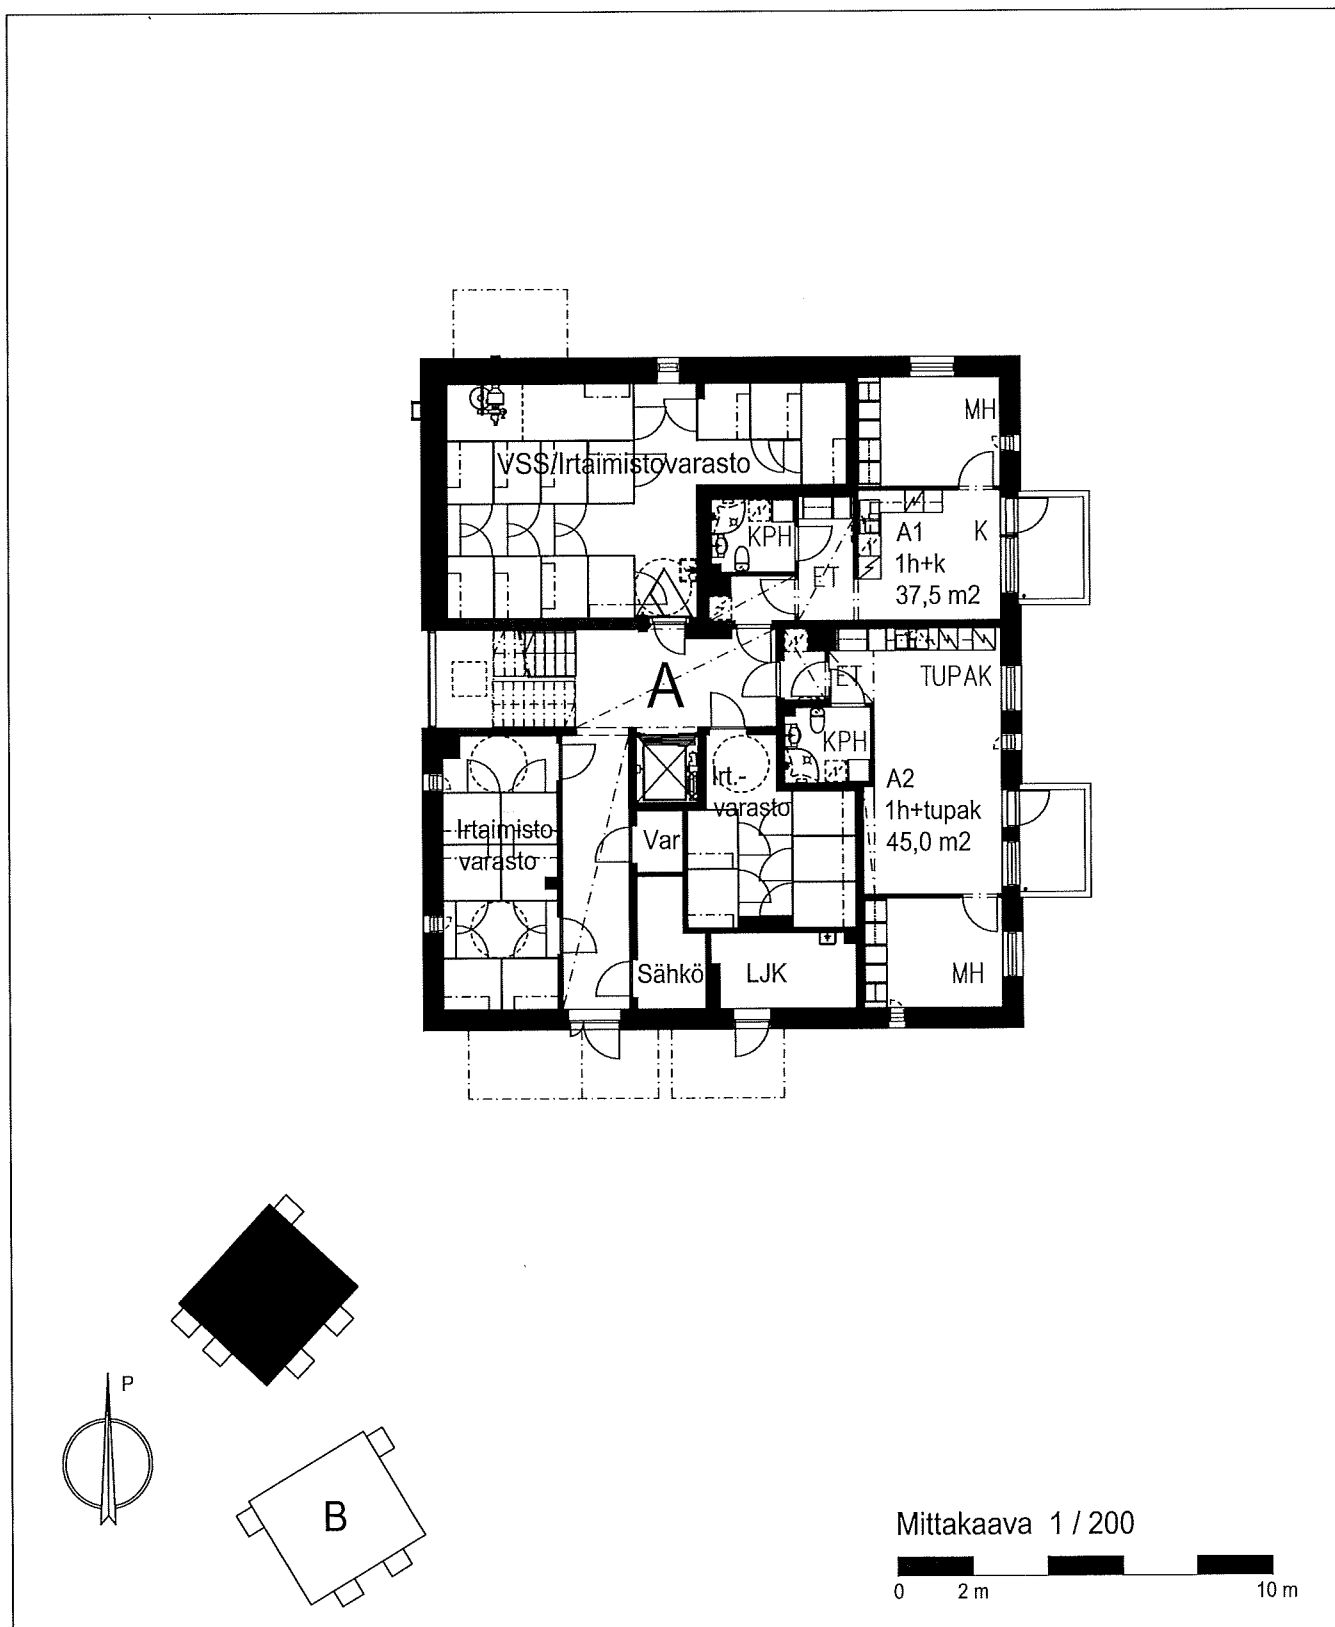 MH
VSS/Irtaimistovarasto
KPH
A1
K
1h+k
ET
37,5 m2
A
ET
TUPAK
KPH
Irt.-
varasto
A2
1h+tupak
45,0 m2
Irtaimisto
varasto
Var
Sähkö
LJK
MH
P
B
Mittakaava 1 / 200
0 2 m 10 m